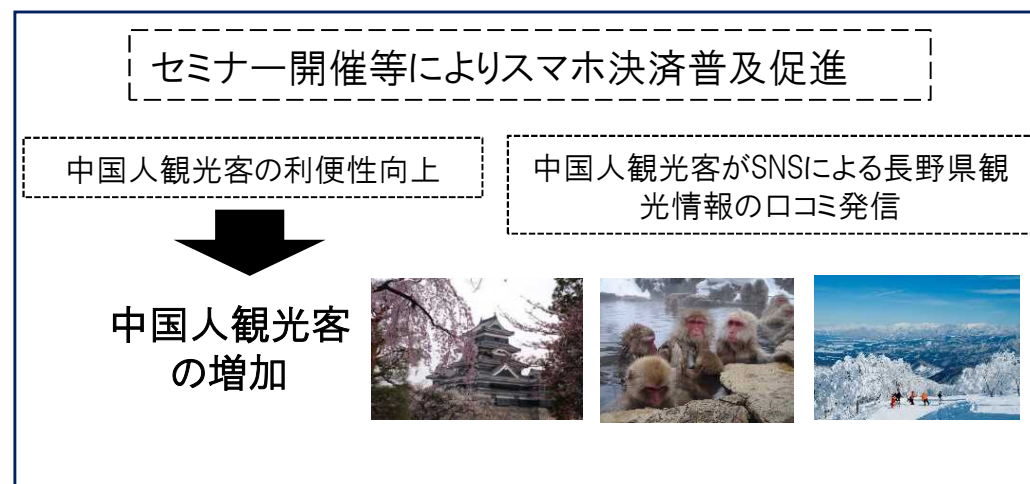 セミナー開催等によりスマホ決済普及促進
中国人観光客の利便性向上
中国人観光客がSNSによる長野県観
光情報の口コミ発信
中国人観光客
の増加